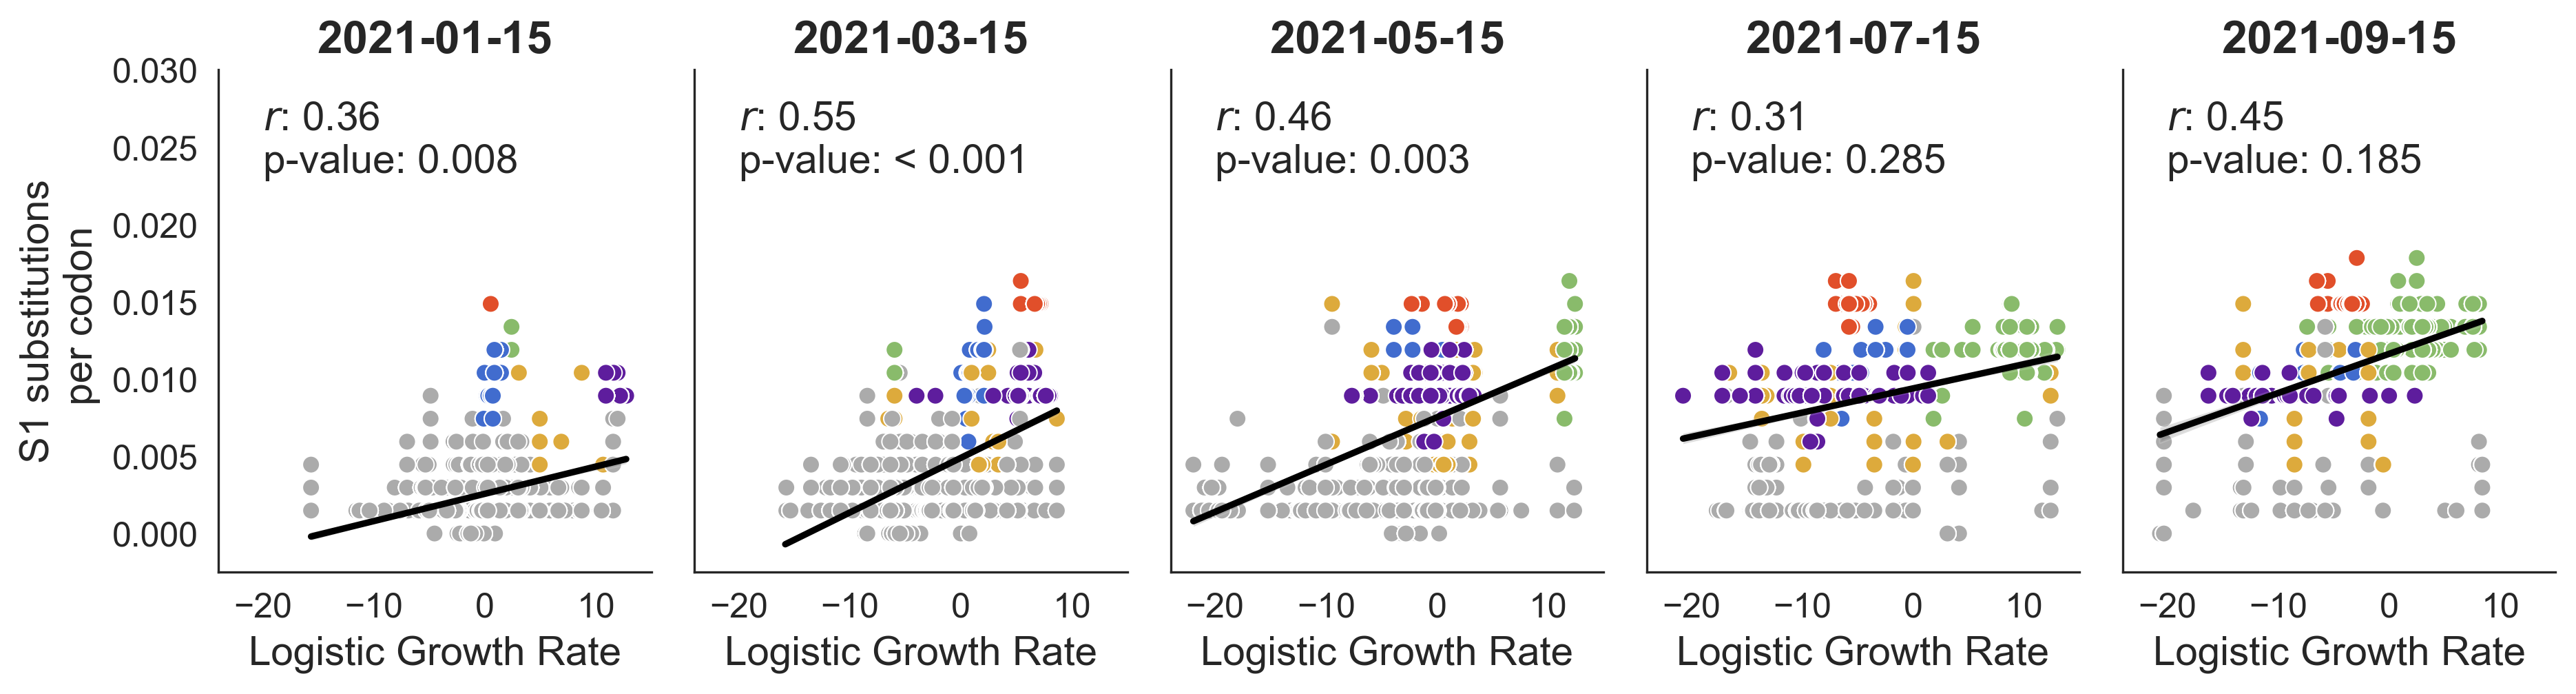 2021-01-15
2021-03-15
2021-05-15
2021-07-15
2021-09-15
S1 substitutions
per codon
0.030
0.025
0.020
0.015
0.010
0.005
0.000
r: 0.36
p-value: 0.008
r: 0.55
p-value: < 0.001
r: 0.46
p-value: 0.003
r: 0.31
p-value: 0.285
r: 0.45
p-value: 0.185
−20 −10 0 10
−20 −10 0 10
−20 −10 0 10
−20 −10 0 10
−20 −10 0 10
Logistic Growth Rate
Logistic Growth Rate
Logistic Growth Rate
Logistic Growth Rate
Logistic Growth Rate